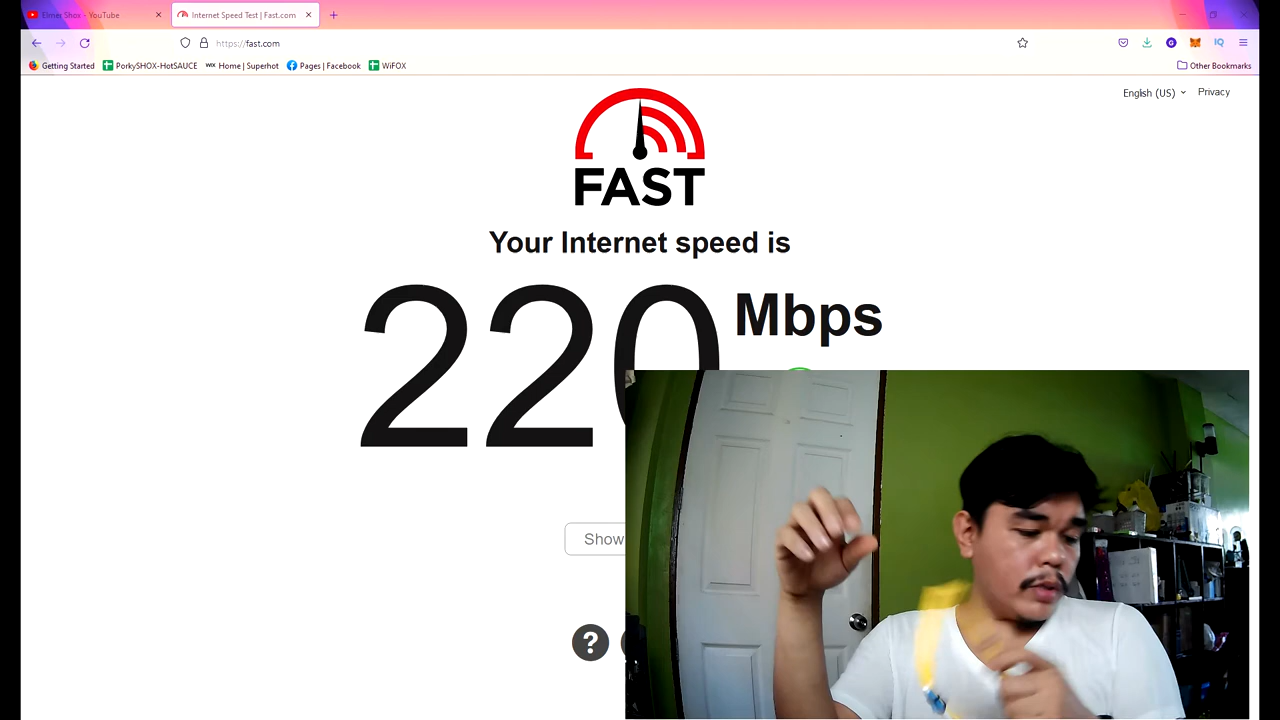 Elmer Shox - YouTube
Internet Speed Test | Fast.com
https://fast.com
Getting Started
PorkySHOX-HotSAUCE
WIX Home | Superhot
Pages | Facebook
WiFOX
Other Bookmarks
English (US)
Privacy
FAST
Your Internet speed is
220 Mbps
Show
?